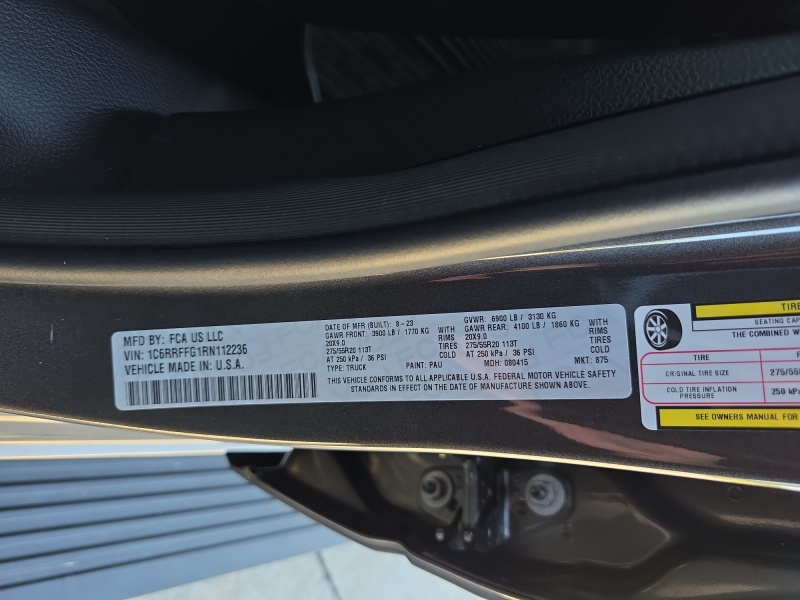 MFD BY: FCA US LLC
VIN: 1C6RRFFG1RN112236
VEHICLE MADE IN: U.S.A.
DATE OF MFR (BUILT): 8-23
GAWR FRONT: 3900 LB / 1770 KG WITH
20X9.0 RIMS
275/55R20 113T TIRES
AT 250 kPa / 36 PSI
TYPE: TRUCK PAINT: PAU
GVWR: 6900 LB / 3130 KG
GAWR REAR: 4100 LB / 1860 KG WITH
20X9.0 RIMS
275/55R20 113T TIRES
AT 250 kPa / 36 PSI
MDH: 080415 MKT: 875
THIS VEHICLE CONFORMS TO ALL APPLICABLE U.S.A. FEDERAL MOTOR VEHICLE SAFETY
STANDARDS IN EFFECT ON THE DATE OF MANUFACTURE SHOWN ABOVE.
TIRE
SEATING CAP
THE COMBINED W
TIRE F
ORIGINAL TIRE SIZE 275/55
COLD TIRE INFLATION
PRESSURE 250 kP
SEE OWNERS MANUAL FOR